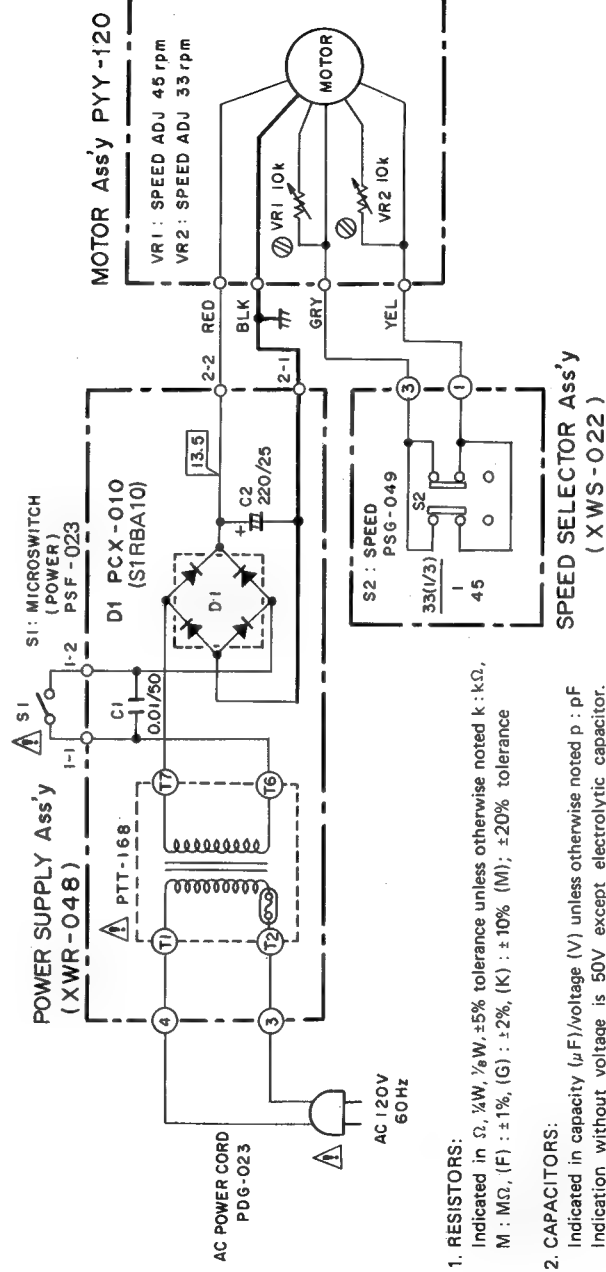 POWER SUPPLY Ass'y
(XWR-048)
S1: MICROSWITCH
(POWER)
PSF-023
S1
1-1
1-2
PTT-168
T1
T2
T7
T6
C1
0.01/50
D1 PCX-010
(S1RBA10)
D1
13.5
+
C2
220/25
2-2
2-1
4
3
AC POWER CORD
PDG-023
AC 120V
60Hz
MOTOR Ass'y PYY-120
VR1: SPEED ADJ 45rpm
VR2: SPEED ADJ 33rpm
RED
BLK
GRY
YEL
VR1 10k
VR2 10k
MOTOR
S2: SPEED
PSG-049
S2
33(1/3)
1
45
3
1
SPEED SELECTOR Ass'y
(XWS-022)
1. RESISTORS:
Indicated in Ω, ¼W, ⅛W, ±5% tolerance unless otherwise noted k : kΩ,
M : MΩ, (F) : ±1%, (G) : ±2%, (K) : ±10% (M); ±20% tolerance
2. CAPACITORS:
Indicated in capacity (μF)/voltage (V) unless otherwise noted p : pF
Indication without voltage is 50V except electrolytic capacitor.